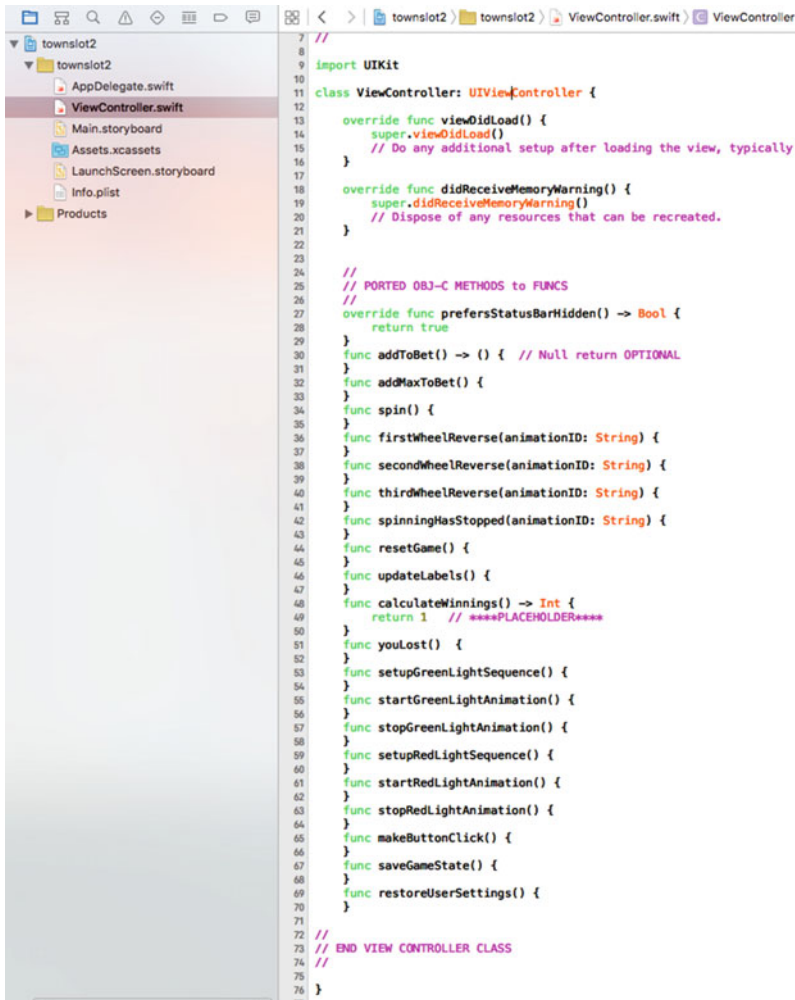 townslot2 〉 townslot2 〉 ViewController.swift 〉 C ViewController
townslot2
townslot2
AppDelegate.swift
ViewController.swift
Main.storyboard
Assets.xcassets
LaunchScreen.storyboard
Info.plist
Products
7 //
8
9 import UIKit
10
11 class ViewController: UIViewController {
12
13     override func viewDidLoad() {
14         super.viewDidLoad()
15         // Do any additional setup after loading the view, typically
16     }
17
18     override func didReceiveMemoryWarning() {
19         super.didReceiveMemoryWarning()
20         // Dispose of any resources that can be recreated.
21     }
22
23
24     //
25     // PORTED OBJ-C METHODS to FUNCS
26     //
27     override func prefersStatusBarHidden() -> Bool {
28         return true
29     }
30     func addToBet() -> () {  // Null return OPTIONAL
31     }
32     func addMaxToBet() {
33     }
34     func spin() {
35     }
36     func firstWheelReverse(animationID: String) {
37     }
38     func secondWheelReverse(animationID: String) {
39     }
40     func thirdWheelReverse(animationID: String) {
41     }
42     func spinningHasStopped(animationID: String) {
43     }
44     func resetGame() {
45     }
46     func updateLabels() {
47     }
48     func calculateWinnings() -> Int {
49         return 1   // ****PLACEHOLDER****
50     }
51     func youLost()  {
52     }
53     func setupGreenLightSequence() {
54     }
55     func startGreenLightAnimation() {
56     }
57     func stopGreenLightAnimation() {
58     }
59     func setupRedLightSequence() {
60     }
61     func startRedLightAnimation() {
62     }
63     func stopRedLightAnimation() {
64     }
65     func makeButtonClick() {
66     }
67     func saveGameState() {
68     }
69     func restoreUserSettings() {
70     }
71
72 //
73 // END VIEW CONTROLLER CLASS
74 //
75
76 }